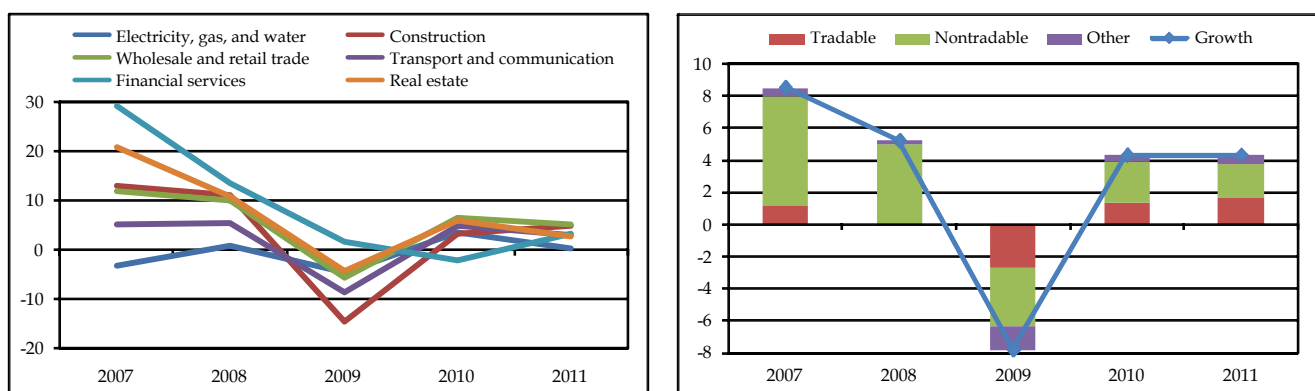 Electricity, gas, and water Construction
Wholesale and retail trade Transport and communication
Financial services Real estate
30
20
10
0
-10
-20
2007 2008 2009 2010 2011
Tradable Nontradable Other Growth
10
8
6
4
2
0
-2
-4
-6
-8
2007 2008 2009 2010 2011